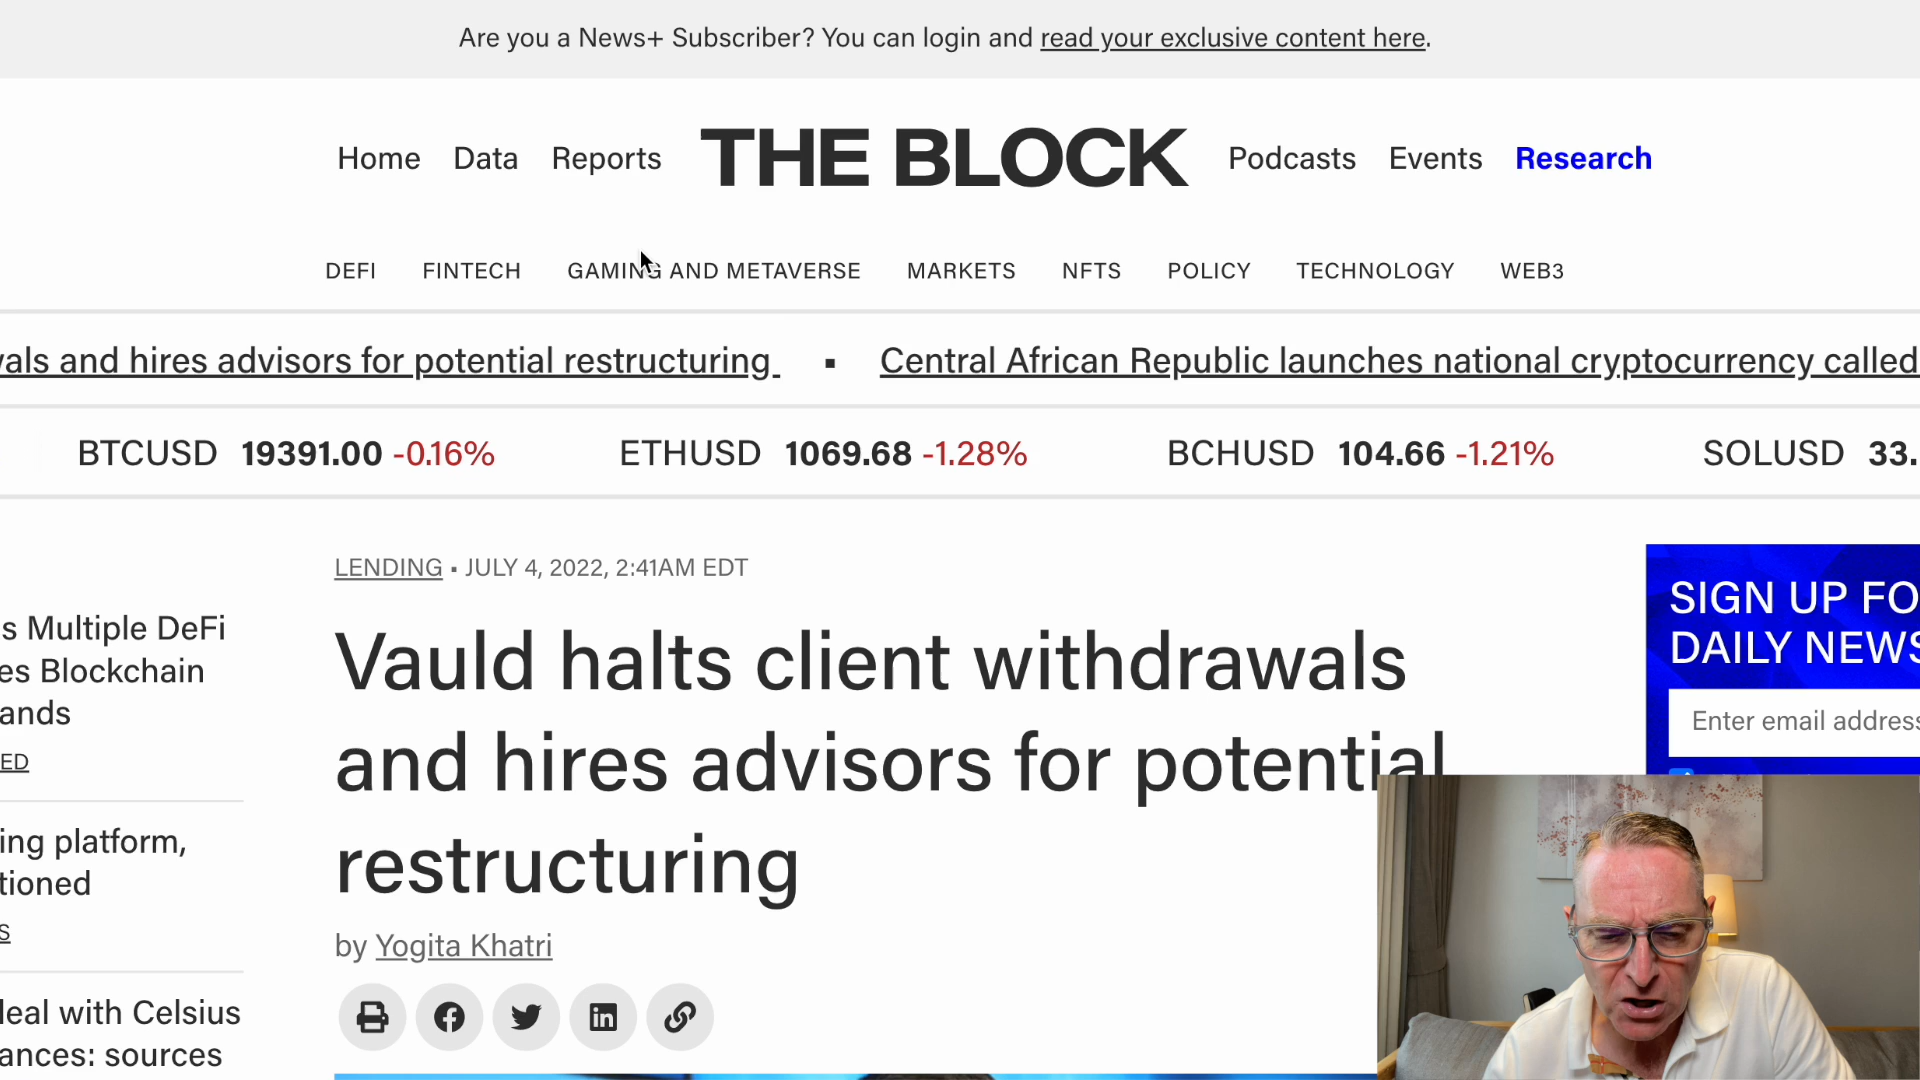 Are you a News+ Subscriber? You can login and read your exclusive content here.
Home Data Reports THE BLOCK Podcasts Events Research
DEFI FINTECH GAMING AND METAVERSE MARKETS NFTS POLICY TECHNOLOGY WEB3
and hires advisors for potential restructuring ▪ Central African Republic launches national cryptocurrency called
BTCUSD 19391.00 -0.16% ETHUSD 1069.68 -1.28% BCHUSD 104.66 -1.21% SOLUSD 33.
LENDING • JULY 4, 2022, 2:41AM EDT
Vauld halts client withdrawals
and hires advisors for potential
restructuring
by Yogita Khatri
s Multiple DeFi
es Blockchain
ands
ED
ing platform,
tioned
S
deal with Celsius
ances: sources
SIGN UP FO
DAILY NEWS
Enter email address